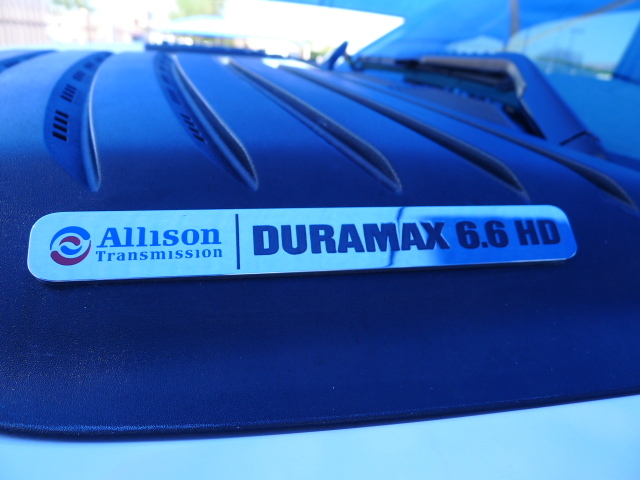 Allison
Transmission
DURAMAX 6.6 HD